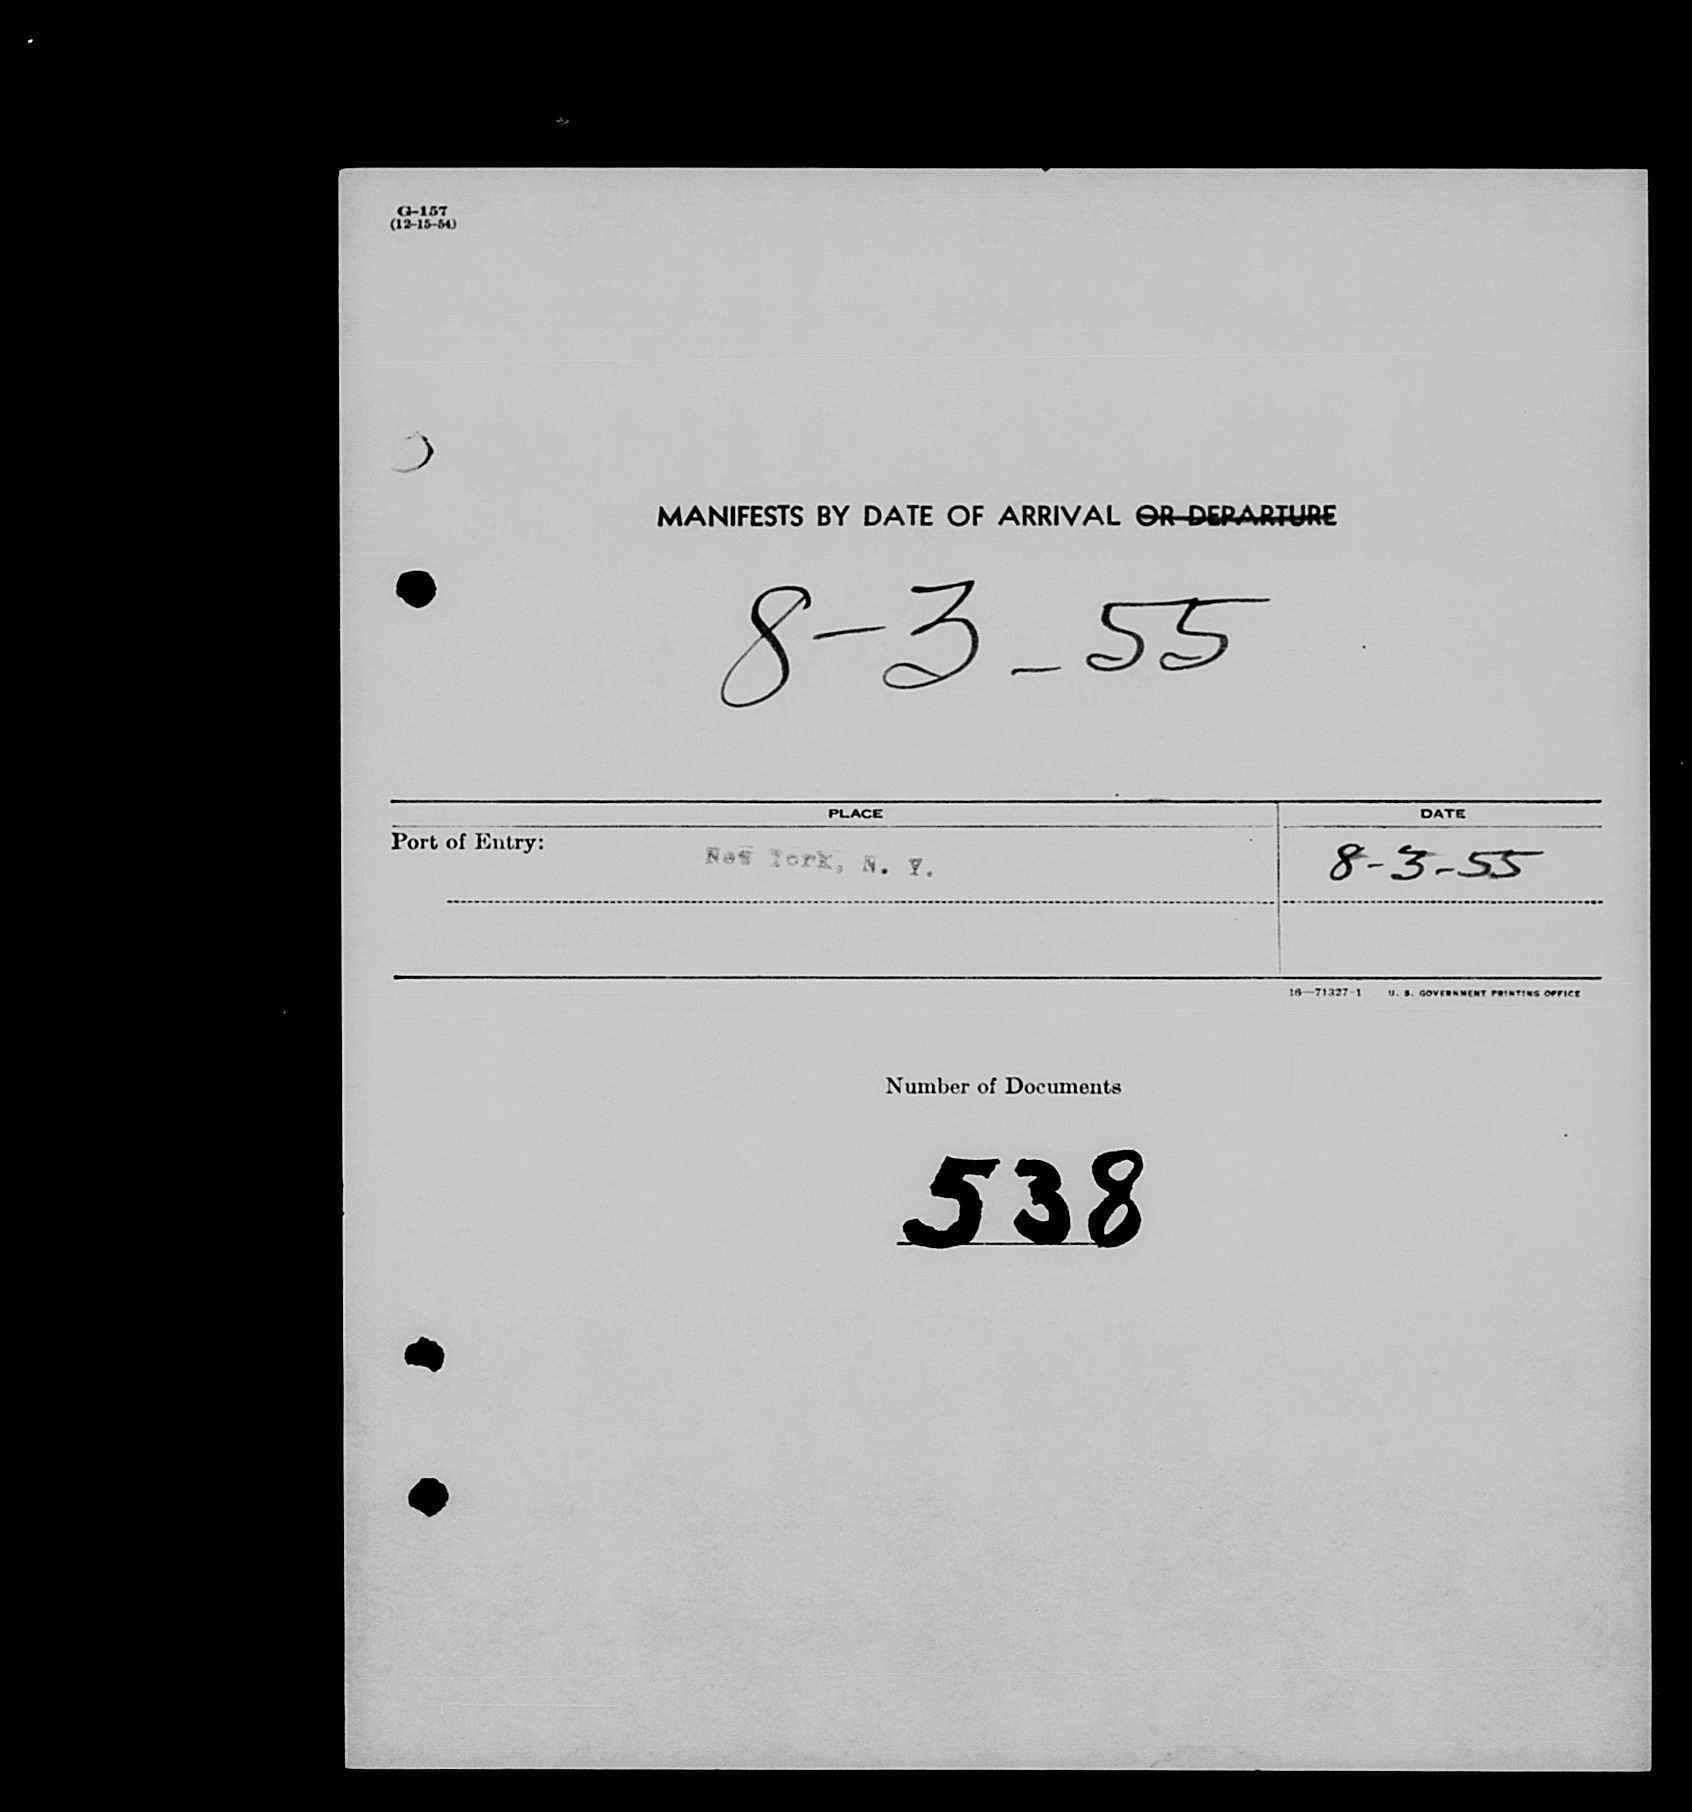 G-157
(12-15-54)
MANIFESTS BY DATE OF ARRIVAL OR DEPARTURE
8-3-55
PLACE
DATE
Port of Entry:
New York, N. Y.
8-3-55
16—71327-1 U. S. GOVERNMENT PRINTING OFFICE
Number of Documents
538